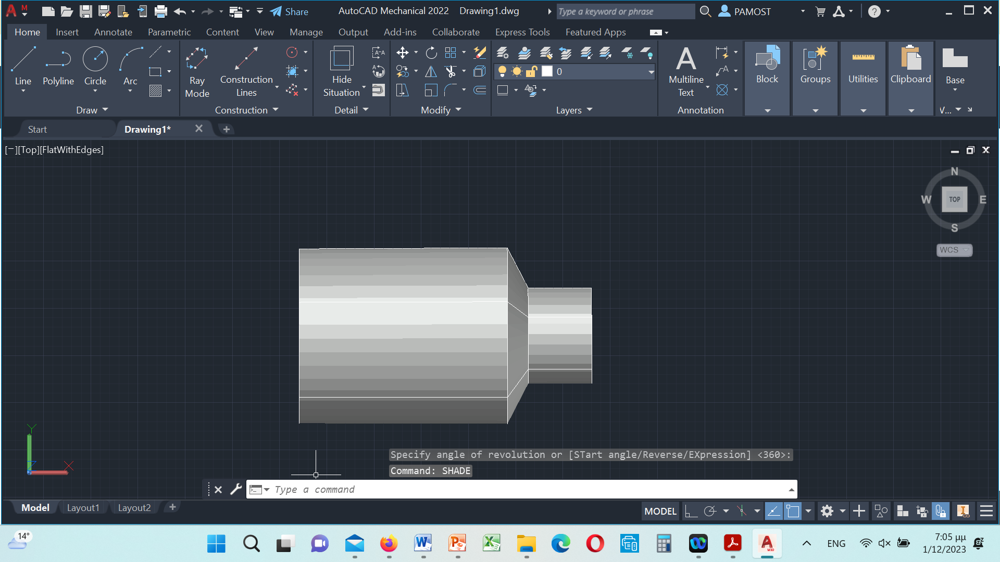 A M Share AutoCAD Mechanical 2022 Drawing1.dwg Type a keyword or phrase PAMOST
Home Insert Annotate Parametric Content View Manage Output Add-ins Collaborate Express Tools Featured Apps
Line Polyline Circle Arc
Draw
Ray Mode
Construction Lines
Construction
Hide Situation
Detail
Modify
0
Layers
Multiline Text
Annotation
Block
Groups
Utilities
Clipboard
Base
V...
Start Drawing1*
[−][Top][FlatWithEdges]
N
W TOP E
S
WCS
Y
X
Specify angle of revolution or [STart angle/Reverse/EXpression] <360>:
Command: SHADE
Type a command
Model Layout1 Layout2
MODEL
14°
ENG
7:05 μμ
1/12/2023